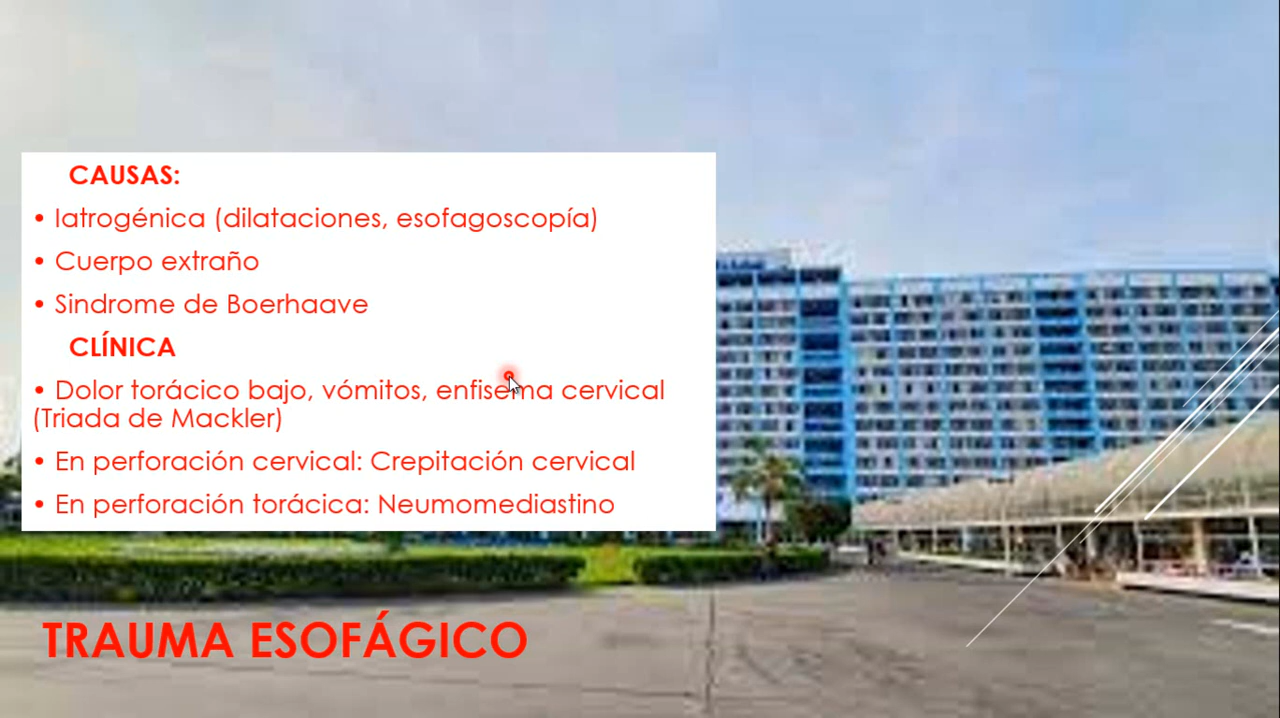 CAUSAS:
• Iatrogénica (dilataciones, esofagoscopía)
• Cuerpo extraño
• Sindrome de Boerhaave
CLÍNICA
• Dolor torácico bajo, vómitos, enfisema cervical
(Triada de Mackler)
• En perforación cervical: Crepitación cervical
• En perforación torácica: Neumomediastino
TRAUMA ESOFÁGICO